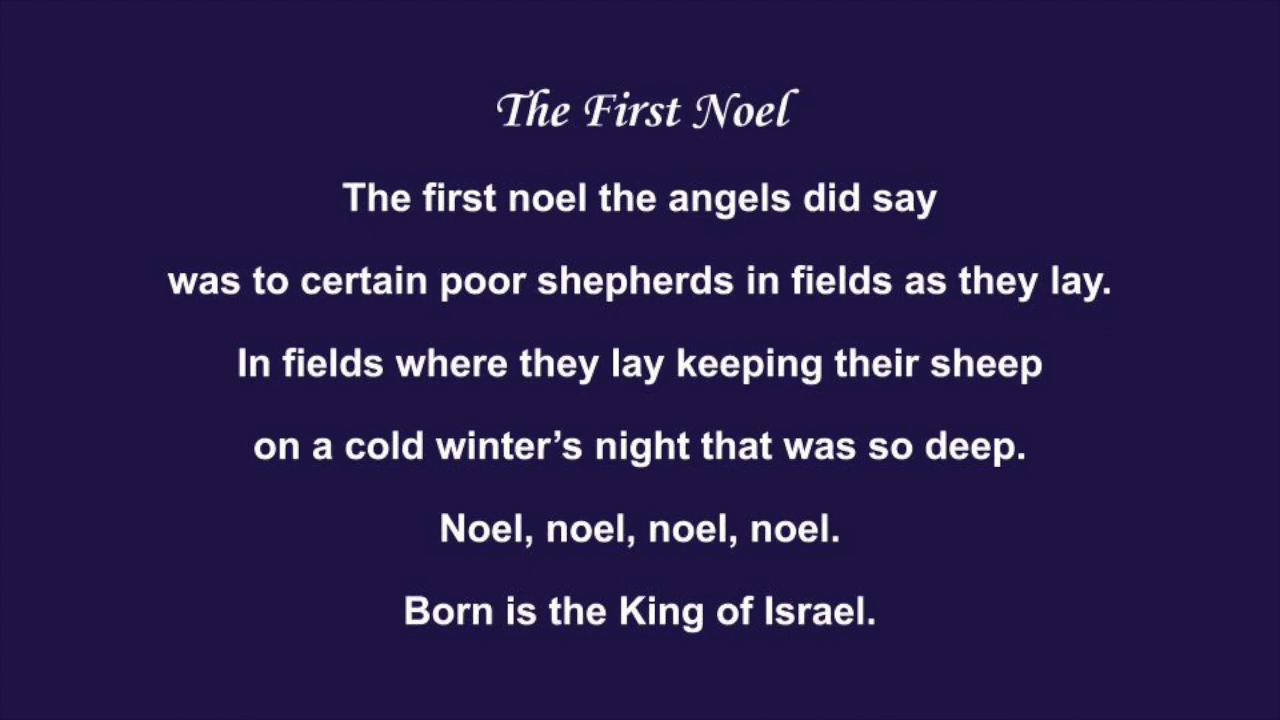 The First Noel
The first noel the angels did say
was to certain poor shepherds in fields as they lay.
In fields where they lay keeping their sheep
on a cold winter’s night that was so deep.
Noel, noel, noel, noel.
Born is the King of Israel.